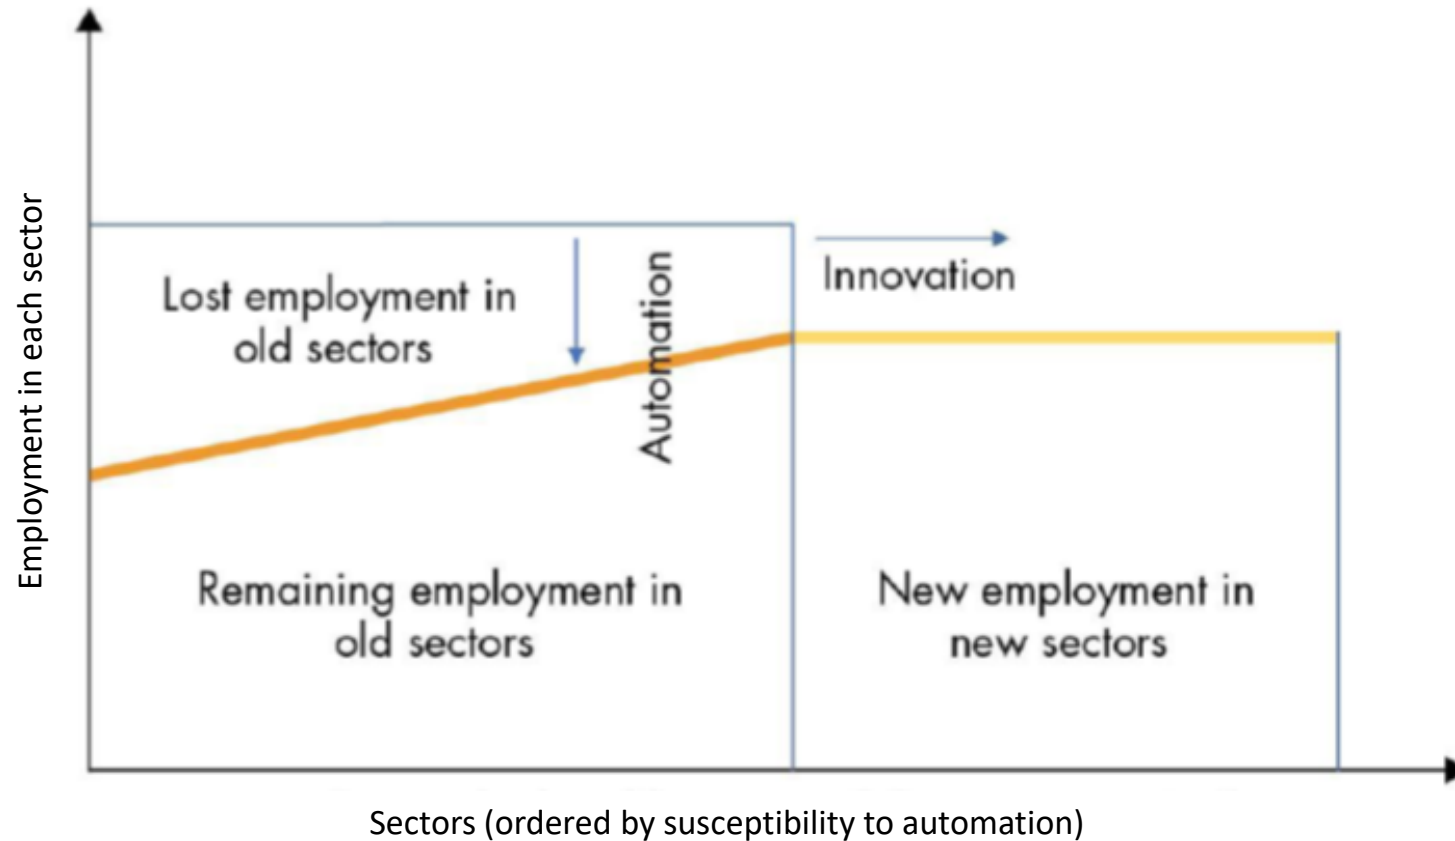 Employment in each sector
Lost employment in
old sectors
Automation
Innovation
Remaining employment in
old sectors
New employment in
new sectors
Sectors (ordered by susceptibility to automation)